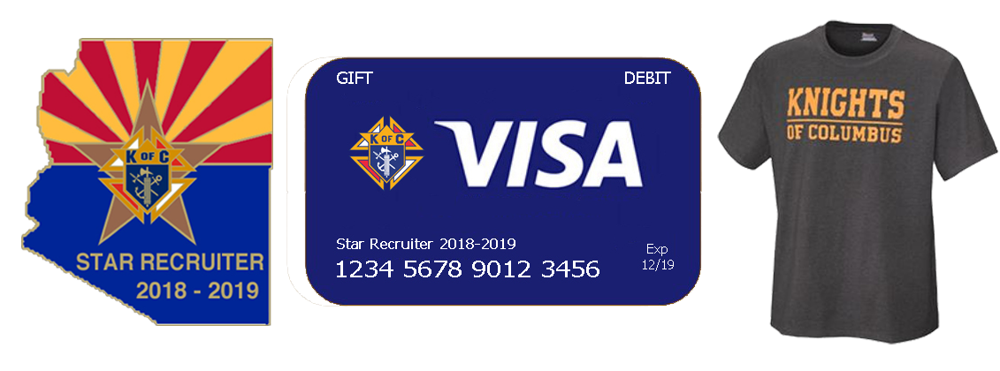 K OF C
STAR RECRUITER
2018 - 2019
GIFT
DEBIT
K OF C
VISA
Star Recruiter 2018-2019
1234 5678 9012 3456
Exp
12/19
KNIGHTS
OF COLUMBUS